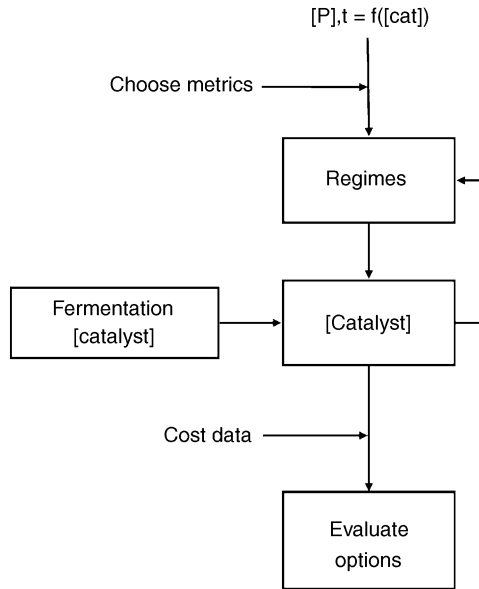 [P],t = f([cat])
Choose metrics
Regimes
Fermentation
[catalyst]
[Catalyst]
Cost data
Evaluate
options